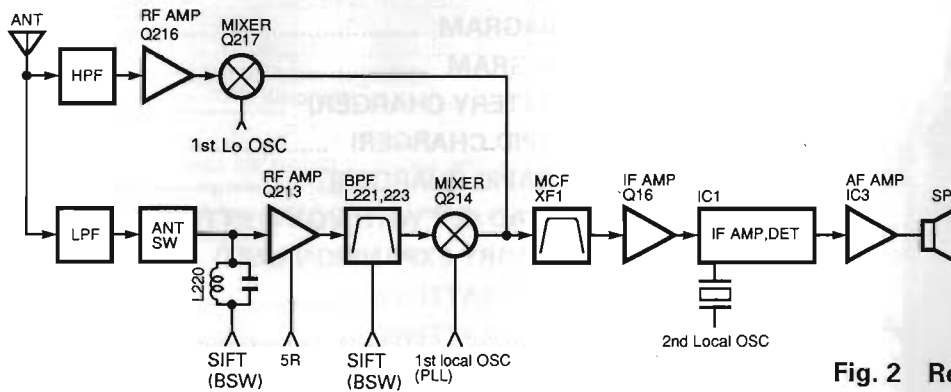 ANT
RF AMP
Q216
MIXER
Q217
HPF
1st Lo OSC
RF AMP
Q213
BPF
L221,223
MIXER
Q214
MCF
XF1
IF AMP
Q16
IC1
AF AMP
IC3
SP
LPF
ANT
SW
IF AMP,DET
L220
SIFT
(BSW)
5R
SIFT
(BSW)
1st local OSC
(PLL)
2nd Local OSC
Fig. 2 Re